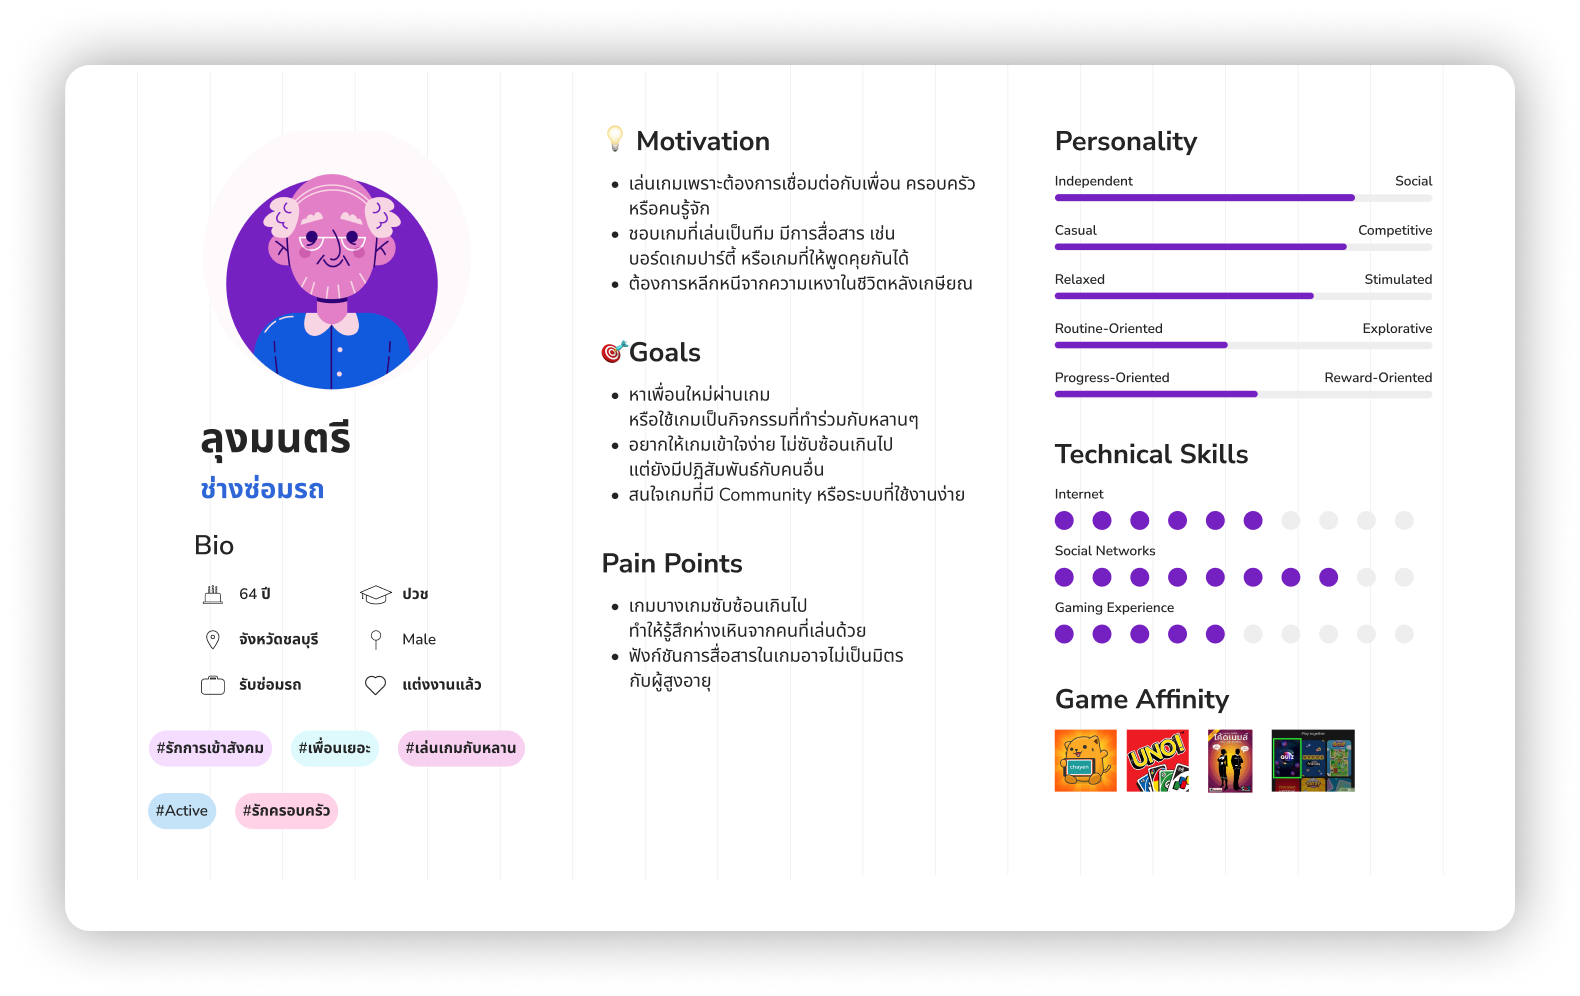 ลุงมนตรี
ช่างซ่อมรถ
Bio
64 ปี
ปวช
จังหวัดชลบุรี
Male
รับซ่อมรถ
แต่งงานแล้ว
#รักการเข้าสังคม
#เพื่อนเยอะ
#เล่นเกมกับหลาน
#Active
#รักครอบครัว
Motivation
เล่นเกมเพราะต้องการเชื่อมต่อกับเพื่อน ครอบครัว
หรือคนรู้จัก
ชอบเกมที่เล่นเป็นทีม มีการสื่อสาร เช่น
บอร์ดเกมปาร์ตี้ หรือเกมที่ให้พูดคุยกันได้
ต้องการหลีกหนีจากความเหงาในชีวิตหลังเกษียณ
Goals
หาเพื่อนใหม่ผ่านเกม
หรือใช้เกมเป็นกิจกรรมที่ทำร่วมกับหลานๆ
อยากให้เกมเข้าใจง่าย ไม่ซับซ้อนเกินไป
แต่ยังมีปฏิสัมพันธ์กับคนอื่น
สนใจเกมที่มี Community หรือระบบที่ใช้งานง่าย
Pain Points
เกมบางเกมซับซ้อนเกินไป
ทำให้รู้สึกห่างเหินจากคนที่เล่นด้วย
ฟังก์ชันการสื่อสารในเกมอาจไม่เป็นมิตร
กับผู้สูงอายุ
Personality
Independent Social
Casual Competitive
Relaxed Stimulated
Routine-Oriented Explorative
Progress-Oriented Reward-Oriented
Technical Skills
Internet
Social Networks
Gaming Experience
Game Affinity
chayen
UNO!
โค้ดเนมส์
Play together
QUIZ